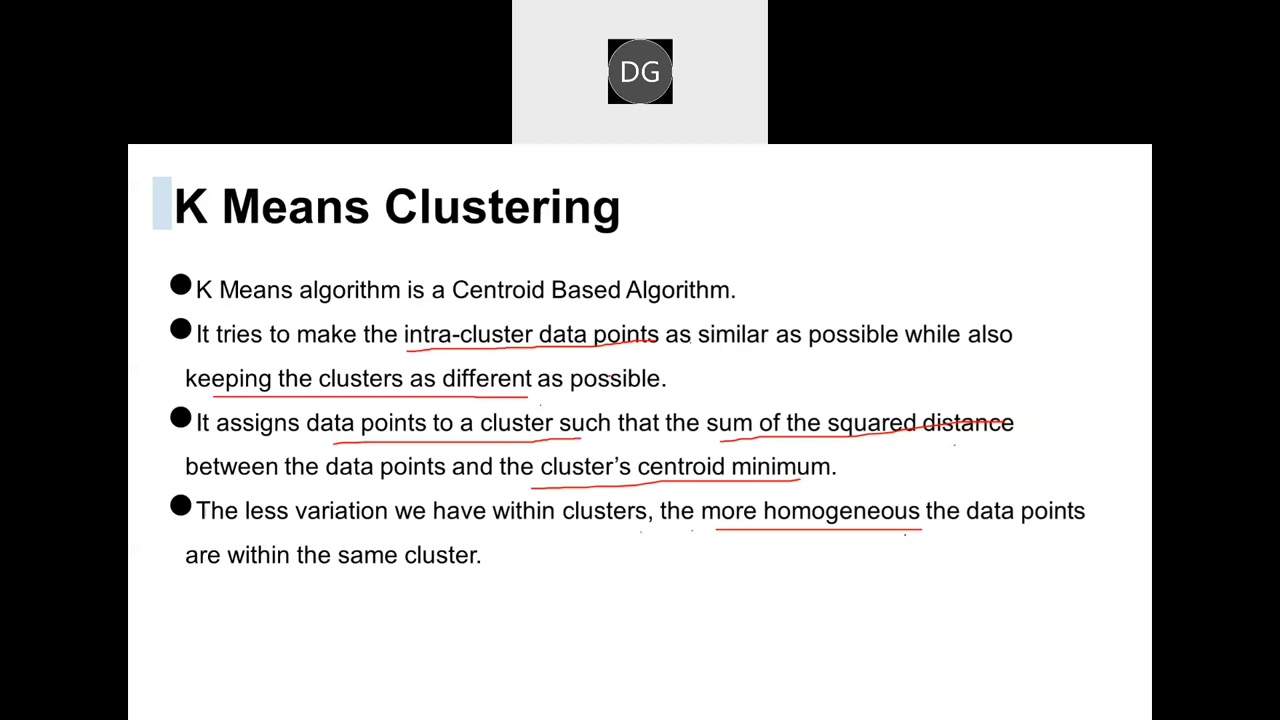 DG
K Means Clustering
●K Means algorithm is a Centroid Based Algorithm.
●It tries to make the intra-cluster data points as similar as possible while also
keeping the clusters as different as possible.
●It assigns data points to a cluster such that the sum of the squared distance
between the data points and the cluster’s centroid minimum.
●The less variation we have within clusters, the more homogeneous the data points
are within the same cluster.